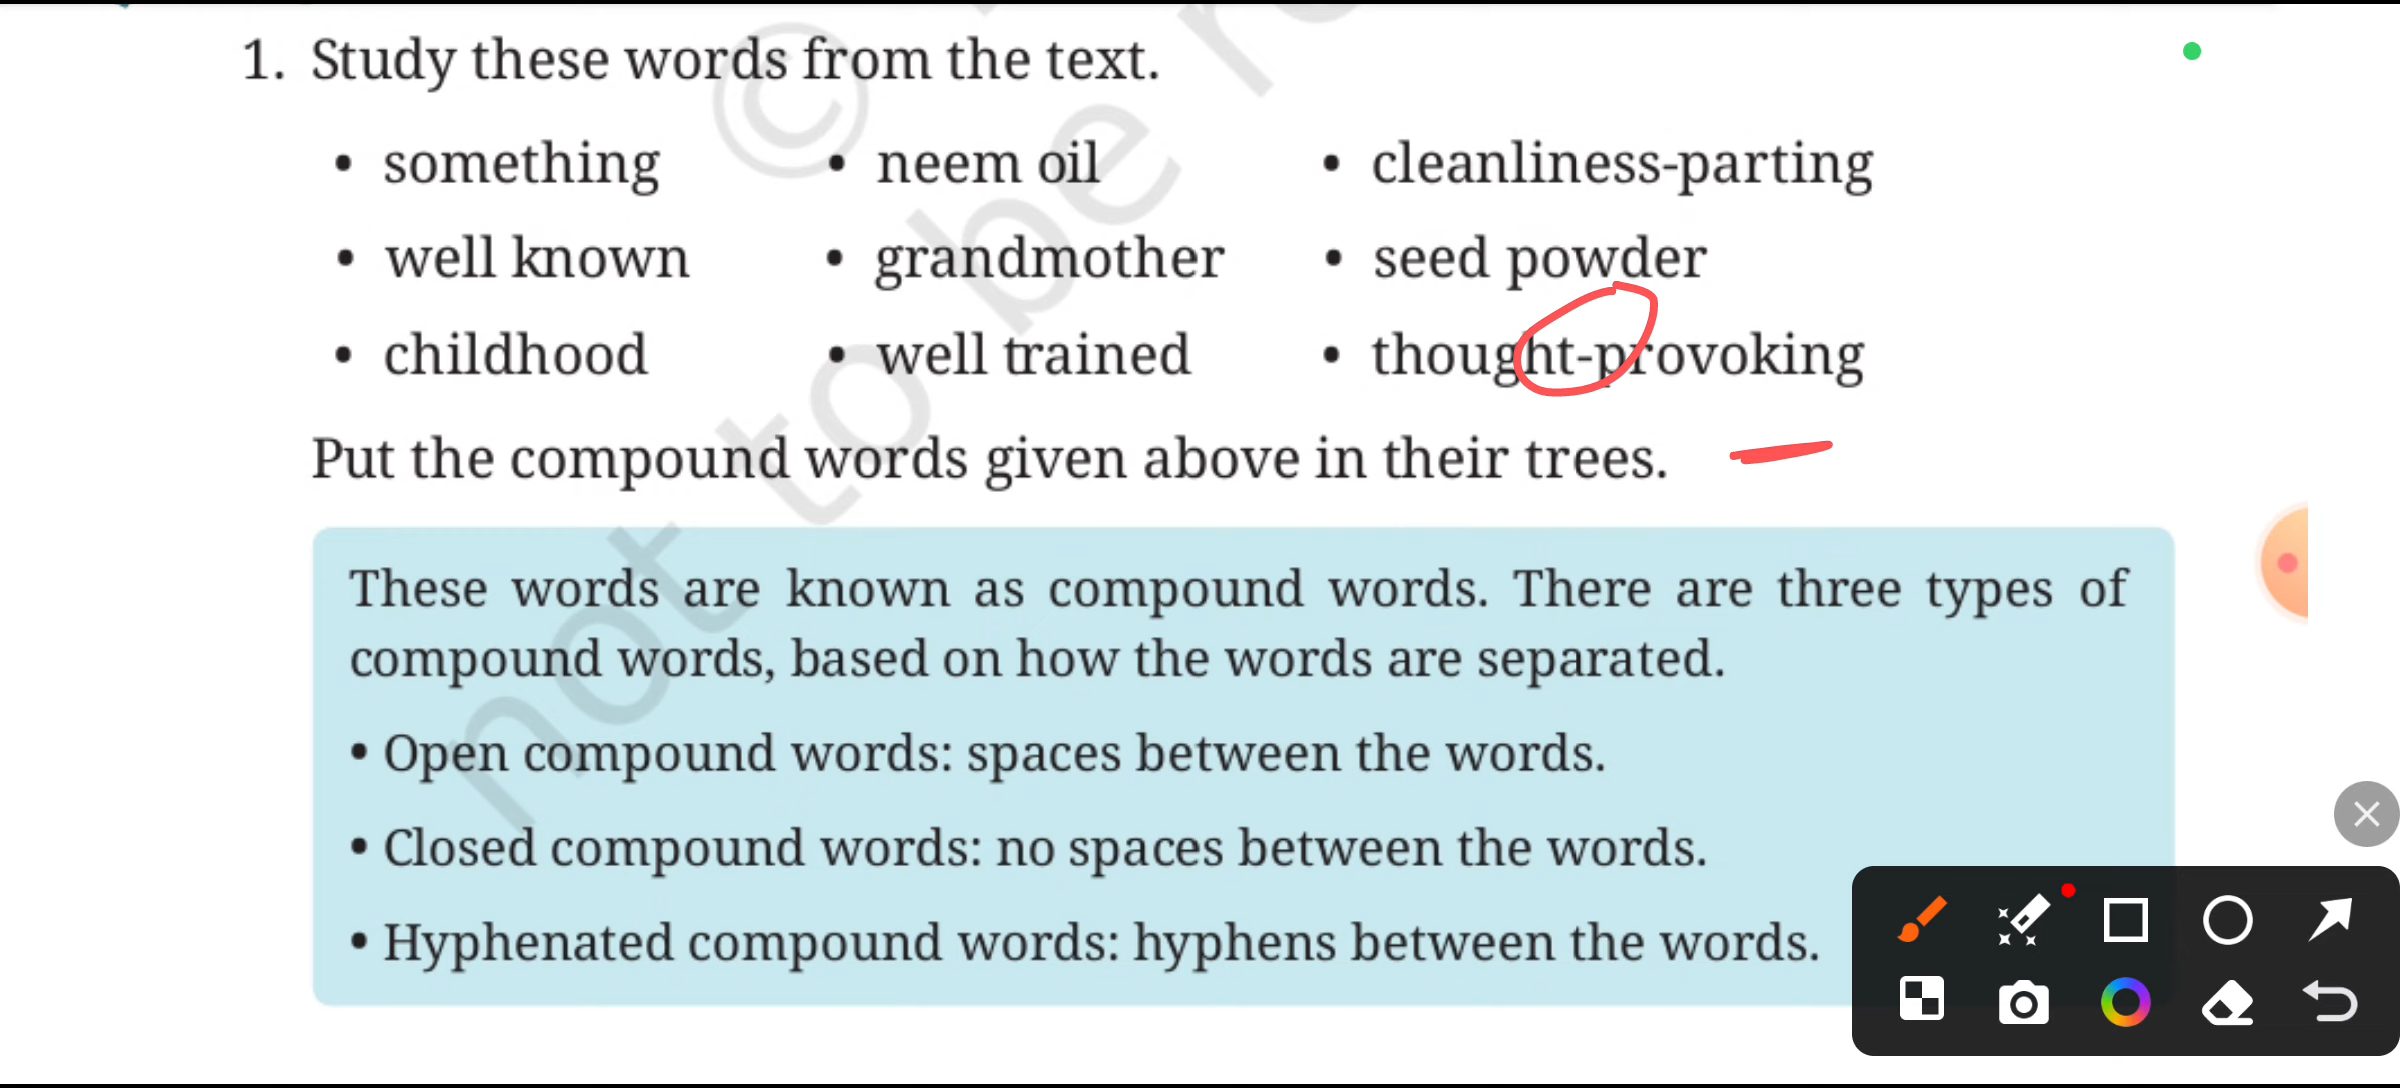 1. Study these words from the text.
• something • neem oil • cleanliness-parting
• well known • grandmother • seed powder
• childhood • well trained • thought-provoking
Put the compound words given above in their trees.
These words are known as compound words. There are three types of
compound words, based on how the words are separated.
• Open compound words: spaces between the words.
• Closed compound words: no spaces between the words.
• Hyphenated compound words: hyphens between the words.
© not to be r